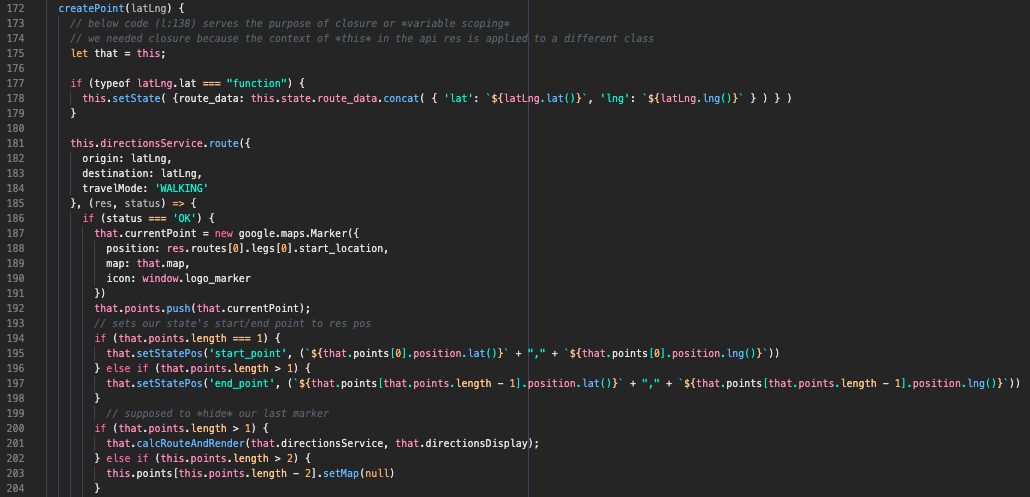 172 createPoint(latLng) {
173 // below code (l:138) serves the purpose of closure or *variable scoping*
174 // we needed closure because the context of *this* in the api res is applied to a different class
175 let that = this;
176
177 if (typeof latLng.lat === "function") {
178 this.setState( {route_data: this.state.route_data.concat( { 'lat': `${latLng.lat()}`, 'lng': `${latLng.lng()}` } ) } )
179 }
180
181 this.directionsService.route({
182 origin: latLng,
183 destination: latLng,
184 travelMode: 'WALKING'
185 }, (res, status) => {
186 if (status === 'OK') {
187 that.currentPoint = new google.maps.Marker({
188 position: res.routes[0].legs[0].start_location,
189 map: that.map,
190 icon: window.logo_marker
191 })
192 that.points.push(that.currentPoint);
193 // sets our state's start/end point to res pos
194 if (that.points.length === 1) {
195 that.setStatePos('start_point', (`${that.points[0].position.lat()}` + "," + `${that.points[0].position.lng()}`))
196 } else if (that.points.length > 1) {
197 that.setStatePos('end_point', (`${that.points[that.points.length - 1].position.lat()}` + "," + `${that.points[that.points.length - 1].position.lng()}`))
198 }
199 // supposed to *hide* our last marker
200 if (that.points.length > 1) {
201 that.calcRouteAndRender(that.directionsService, that.directionsDisplay);
202 } else if (this.points.length > 2) {
203 this.points[this.points.length - 2].setMap(null)
204 }